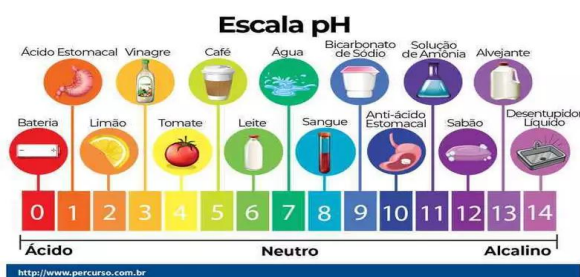 Escala pH
Ácido Estomacal
Vinagre
Café
Água
Bicarbonato
de Sódio
Solução
de Amônia
Alvejante
Bateria
Limão
Tomate
Leite
Sangue
Anti-ácido
Estomacal
Sabão
Desentupidor
Líquido
0 1 2 3 4 5 6 7 8 9 10 11 12 13 14
Ácido Neutro Alcalino
http://www.percurso.com.br